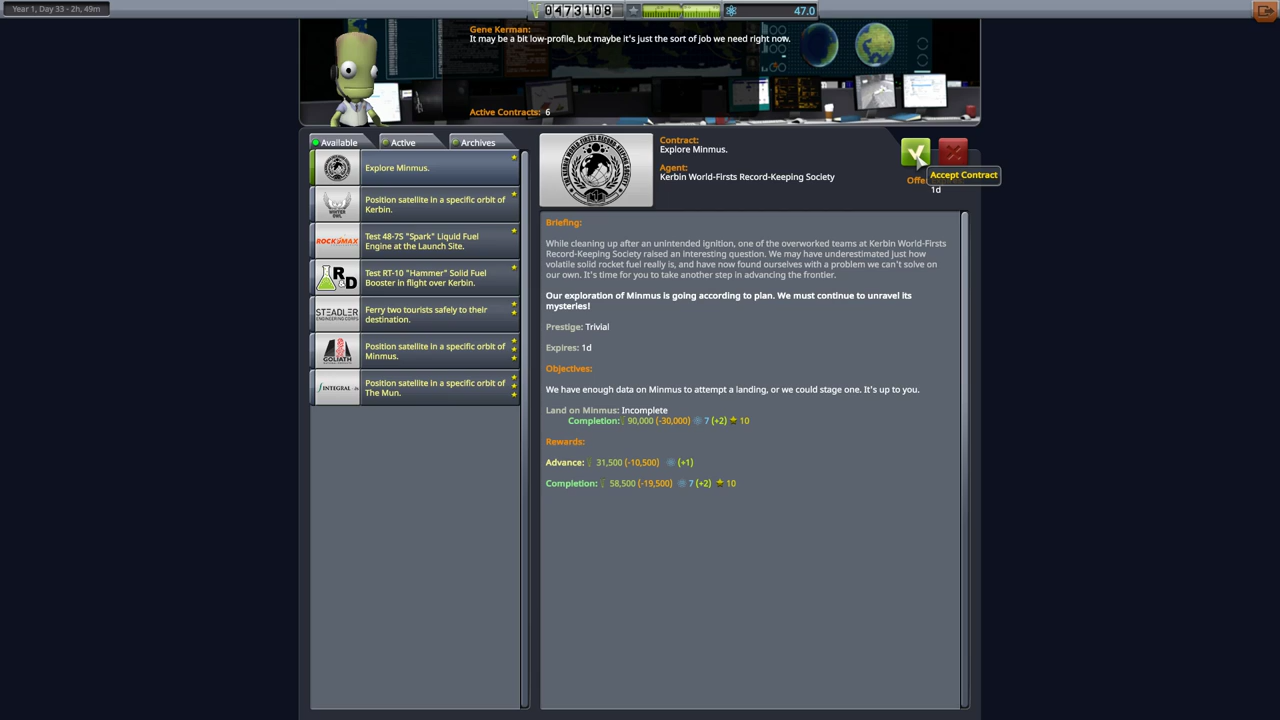 Year 1, Day 33 - 2h, 49m
0473108
47.0
Gene Kerman:
It may be a bit low-profile, but maybe it's just the sort of job we need right now.
Active Contracts: 6
Available
Active
Archives
Explore Minmus.
Position satellite in a specific orbit of
Kerbin.
ROCKOMAX
Test 48-7S "Spark" Liquid Fuel
Engine at the Launch Site.
R&D
Test RT-10 "Hammer" Solid Fuel
Booster in flight over Kerbin.
STEADLER
ENGINEERING CORPS
Ferry two tourists safely to their
destination.
GOLIATH
Position satellite in a specific orbit of
Minmus.
INTEGRAL
Position satellite in a specific orbit of
The Mun.
Contract:
Explore Minmus.
Agent:
Kerbin World-Firsts Record-Keeping Society
Accept Contract
Offe
1d
Briefing:
While cleaning up after an unintended ignition, one of the overworked teams at Kerbin World-Firsts
Record-Keeping Society raised an interesting question. We may have underestimated just how
volatile solid rocket fuel really is, and have now found ourselves with a problem we can't solve on
our own. It's time for you to take another step in advancing the frontier.
Our exploration of Minmus is going according to plan. We must continue to unravel its
mysteries!
Prestige: Trivial
Expires: 1d
Objectives:
We have enough data on Minmus to attempt a landing, or we could stage one. It's up to you.
Land on Minmus: Incomplete
Completion: 90,000 (-30,000) 7 (+2) 10
Rewards:
Advance: 31,500 (-10,500) (+1)
Completion: 58,500 (-19,500) 7 (+2) 10